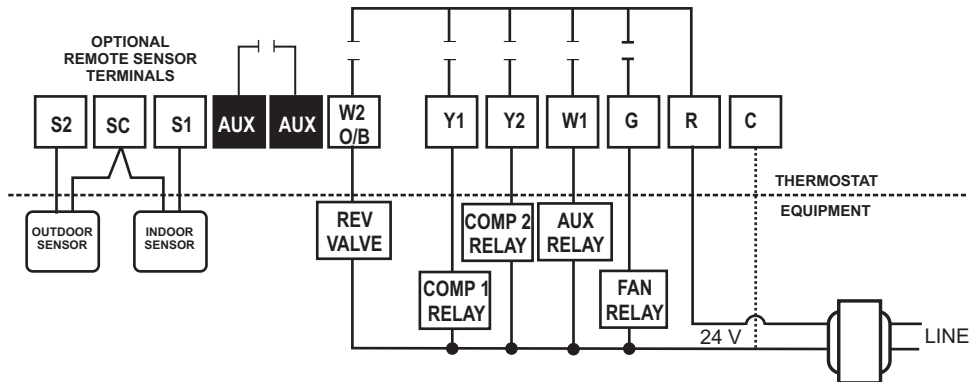 OPTIONAL
REMOTE SENSOR
TERMINALS
S2
SC
S1
AUX
AUX
W2
O/B
Y1
Y2
W1
G
R
C
THERMOSTAT
EQUIPMENT
OUTDOOR
SENSOR
INDOOR
SENSOR
REV
VALVE
COMP 1
RELAY
COMP 2
RELAY
AUX
RELAY
FAN
RELAY
24 V
LINE